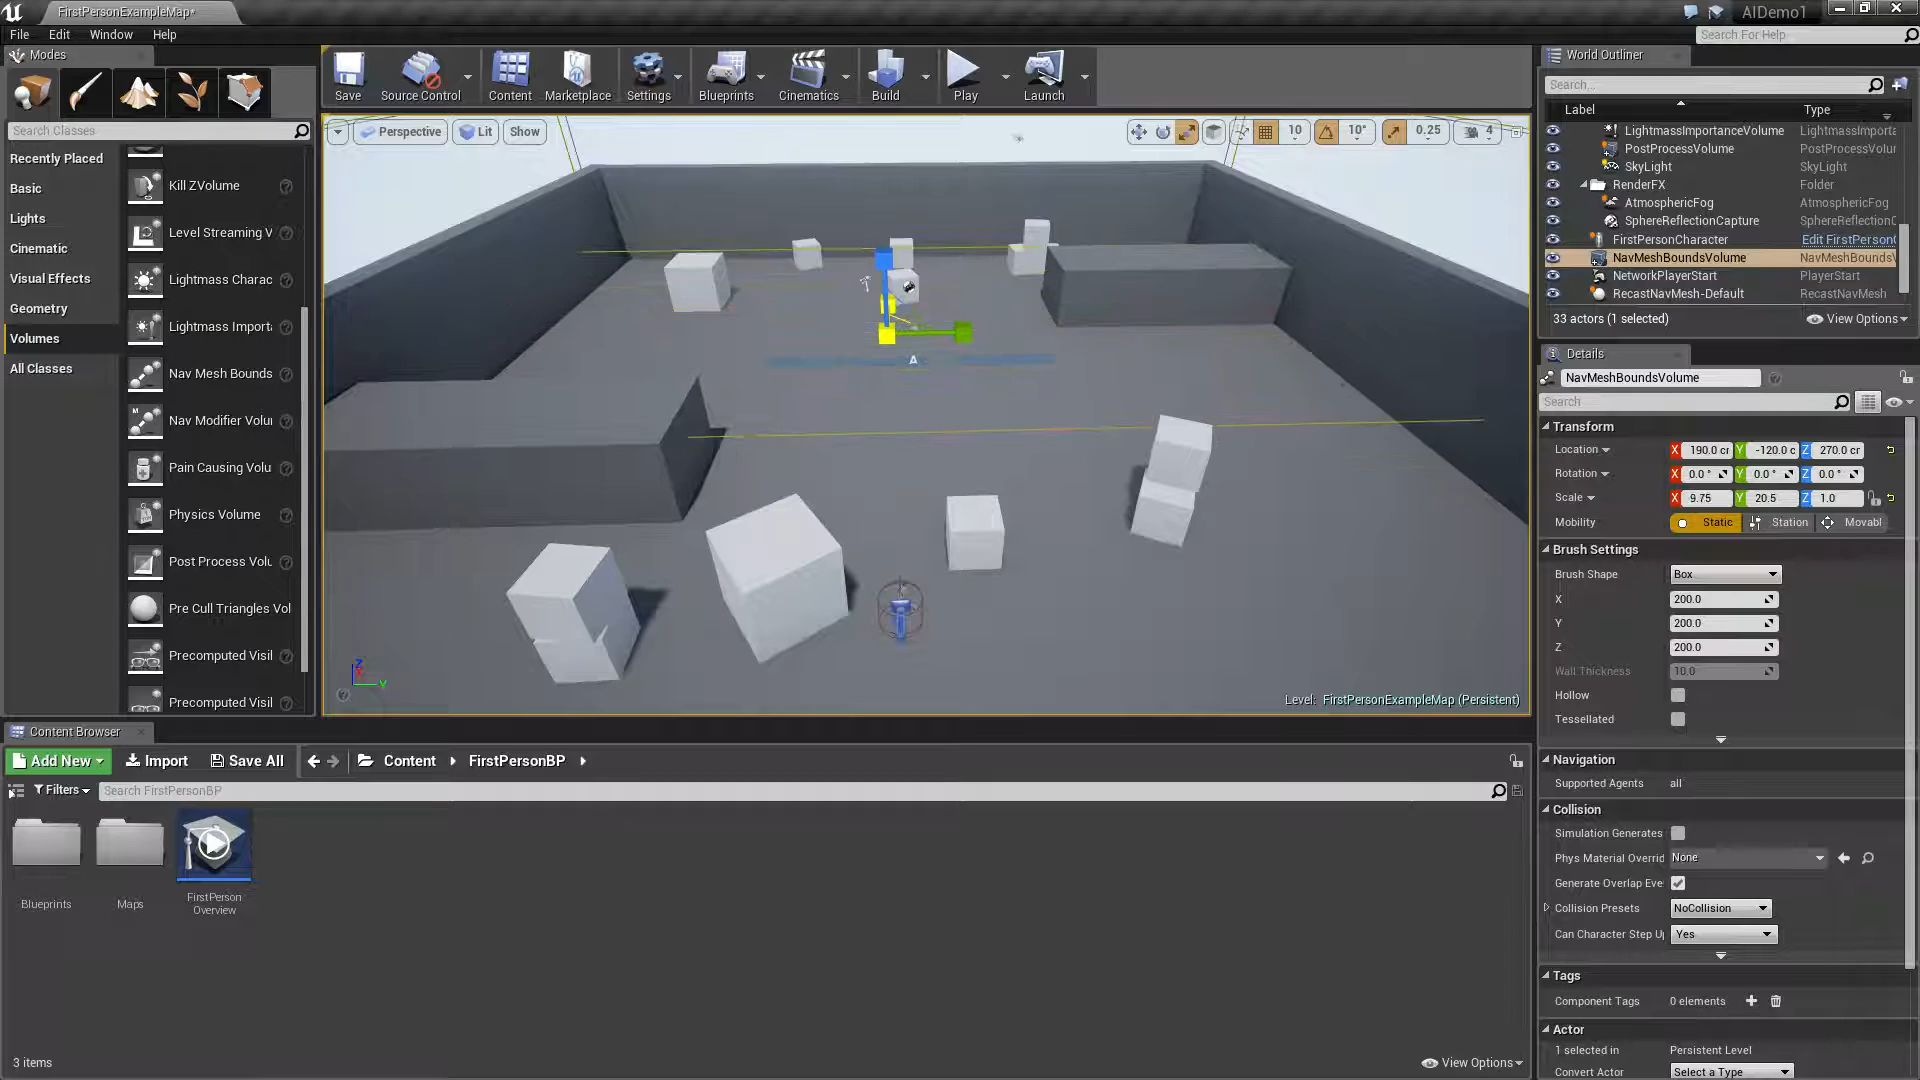 FirstPersonExampleMap*
AIDemo1
File Edit Window Help
Search For Help
Modes
Search Classes
Recently Placed
Basic
Lights
Cinematic
Visual Effects
Geometry
Volumes
All Classes
Kill ZVolume
Level Streaming V
Lightmass Charac
Lightmass Importa
Nav Mesh Bounds
Nav Modifier Volu
Pain Causing Volu
Physics Volume
Post Process Volu
Pre Cull Triangles Vol
Precomputed Visil
Precomputed Visil
Save Source Control Content Marketplace Settings Blueprints Cinematics Build Play Launch
Perspective Lit Show
10 10° 0.25 4
A
Z
Y
Level: FirstPersonExampleMap (Persistent)
World Outliner
Search...
Label Type
LightmassImportanceVolume LightmassImporta
PostProcessVolume PostProcessVolur
SkyLight SkyLight
RenderFX Folder
AtmosphericFog AtmosphericFog
SphereReflectionCapture SphereReflectionC
FirstPersonCharacter Edit FirstPersonC
NavMeshBoundsVolume NavMeshBoundsV
NetworkPlayerStart PlayerStart
RecastNavMesh-Default RecastNavMesh
33 actors (1 selected) View Options
Details
NavMeshBoundsVolume
Search
Transform
Location X 190.0 cr Y -120.0 c Z 270.0 cr
Rotation X 0.0 ° Y 0.0 ° Z 0.0 °
Scale X 9.75 Y 20.5 Z 1.0
Mobility Static Station Movabl
Brush Settings
Brush Shape Box
X 200.0
Y 200.0
Z 200.0
Wall Thickness 10.0
Hollow
Tessellated
Navigation
Supported Agents all
Collision
Simulation Generates
Phys Material Overrid None
Generate Overlap Eve
Collision Presets NoCollision
Can Character Step U Yes
Tags
Component Tags 0 elements
Actor
1 selected in Persistent Level
Convert Actor Select a Type
Content Browser
Add New Import Save All Content FirstPersonBP
Filters Search FirstPersonBP
Blueprints
Maps
FirstPerson
Overview
3 items
View Options